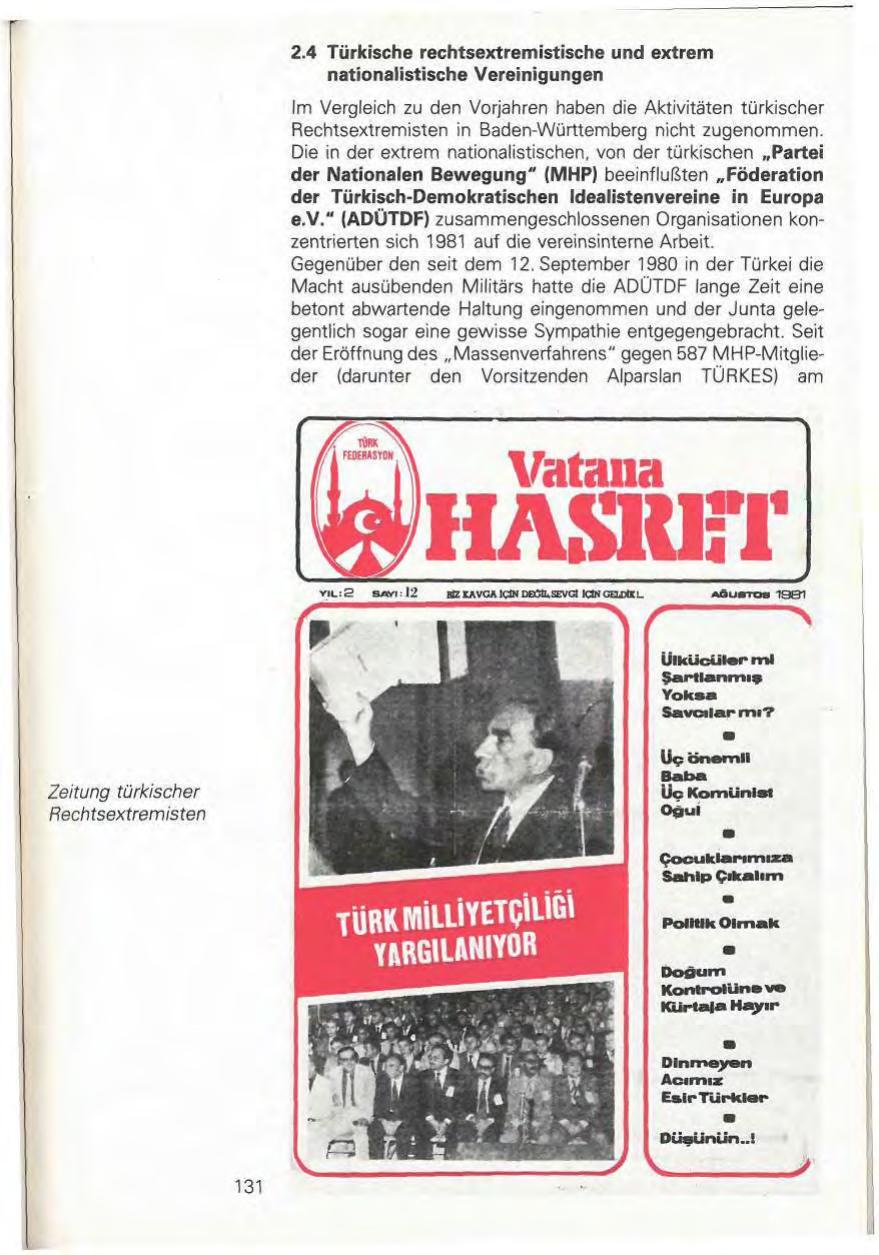 2.4 Türkische rechtsextremistische und extrem
nationalistische Vereinigungen
Im Vergleich zu den Vorjahren haben die Aktivitäten türkischer
Rechtsextremisten in Baden-Württemberg nicht zugenommen.
Die in der extrem nationalistischen, von der türkischen „Partei
der Nationalen Bewegung" (MHP) beeinflußten „Föderation
der Türkisch-Demokratischen Idealistenvereine in Europa
e.V." (ADÜTDF) zusammengeschlossenen Organisationen kon-
zentrierten sich 1981 auf die vereinsinterne Arbeit.
Gegenüber den seit dem 12. September 1980 in der Türkei die
Macht ausübenden Militärs hatte die ADÜTDF lange Zeit eine
betont abwartende Haltung eingenommen und der Junta gele-
gentlich sogar eine gewisse Sympathie entgegengebracht. Seit
der Eröffnung des „Massenverfahrens" gegen 587 MHP-Mitglie-
der (darunter den Vorsitzenden Alparslan TÜRKES) am
TÜRK
FEDERASYON
Vatana
HASRET
YIL:2 SAYI:12 BİZ KAVGA İÇİN DEĞİL, SEVGİ İÇİN GELDİK! AĞUSTOS 1981
Ülkücüler mi
Şartlanmış
Yoksa
Savcılar mı?
Üç önemli
Baba
Üç Komünist
Oğul
Çocuklarımıza
Sahip Çıkalım
Politik Olmak
Doğum
Kontrolüne ve
Kürtaja Hayır
Dinmeyen
Acımız
Esir Türkler
Düşünün..!
TÜRK MİLLİYETÇİLİĞİ
YARGILANIYOR
Zeitung türkischer
Rechtsextremisten
131